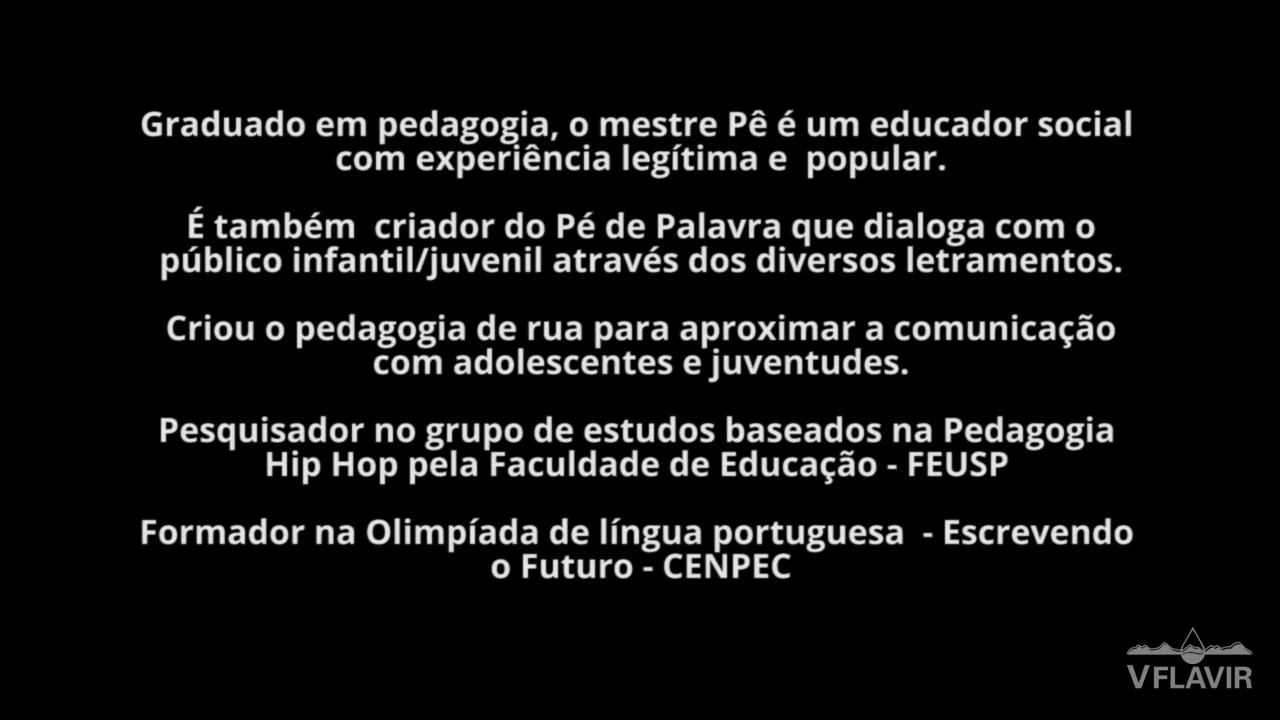 Graduado em pedagogia, o mestre Pê é um educador social
com experiência legítima e  popular.
É também  criador do Pé de Palavra que dialoga com o
público infantil/juvenil através dos diversos letramentos.
Criou o pedagogia de rua para aproximar a comunicação
com adolescentes e juventudes.
Pesquisador no grupo de estudos baseados na Pedagogia
Hip Hop pela Faculdade de Educação - FEUSP
Formador na Olimpíada de língua portuguesa  - Escrevendo
o Futuro - CENPEC
V FLAVIR